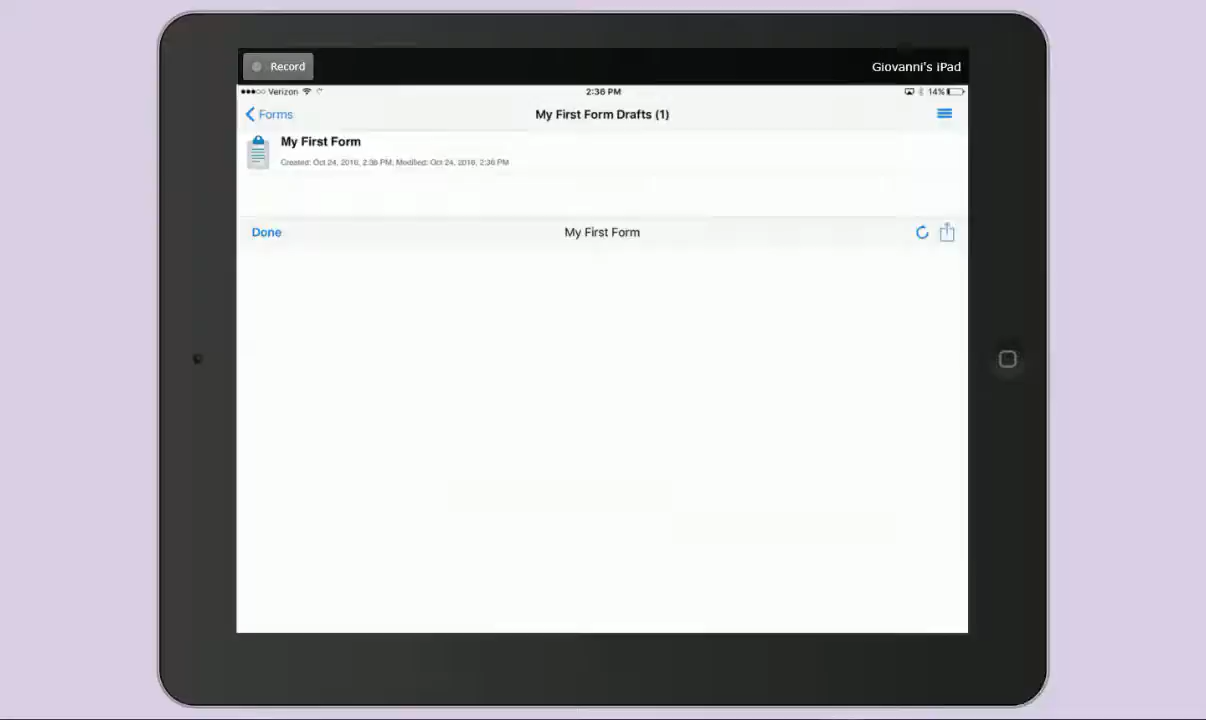 Record
Giovanni's iPad
Verizon
2:36 PM
14%
Forms
My First Form Drafts (1)
My First Form
Created: Oct 24, 2016, 2:36 PM, Modified: Oct 24, 2016, 2:36 PM
Done
My First Form